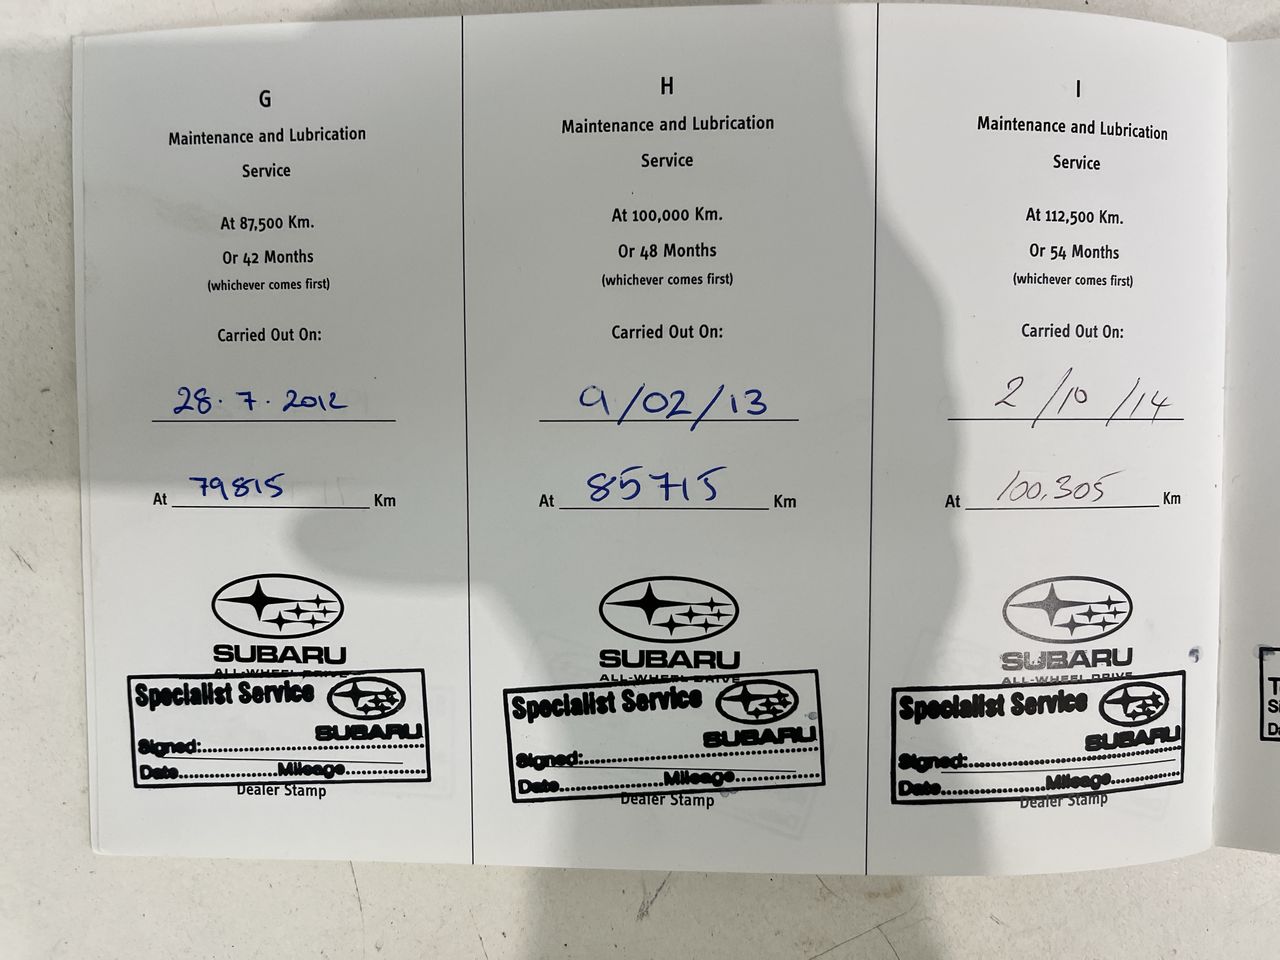 G
Maintenance and Lubrication
Service
At 87,500 Km.
Or 42 Months
(whichever comes first)
Carried Out On:
28.7.2012
At 79815 Km
SUBARU
ALL-WHEEL DRIVE
Specialist Service
SUBARU
Signed:
Date Mileage
Dealer Stamp
H
Maintenance and Lubrication
Service
At 100,000 Km.
Or 48 Months
(whichever comes first)
Carried Out On:
9/02/13
At 85715 Km
SUBARU
ALL-WHEEL DRIVE
Specialist Service
SUBARU
Signed:
Date Mileage
Dealer Stamp
I
Maintenance and Lubrication
Service
At 112,500 Km.
Or 54 Months
(whichever comes first)
Carried Out On:
2/10/14
At 100,305 Km
SUBARU
ALL-WHEEL DRIVE
Specialist Service
SUBARU
Signed:
Date Mileage
Dealer Stamp